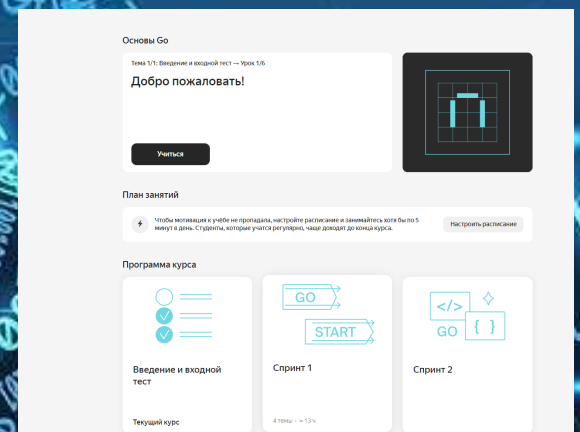 Основы Go
Тема 1/1: Введение и входной тест → Урок 1/6
Добро пожаловать!
Учиться
План занятий
Чтобы мотивация к учёбе не пропадала, настройте расписание и занимайтесь хотя бы по 5
минут в день. Студенты, которые учатся регулярно, чаще доходят до конца курса.
Настроить расписание
Программа курса
GO
START
</>
GO
{ }
Введение и входной
тест
Спринт 1
Спринт 2
Текущий курс
4 темы · ≈ 13 ч